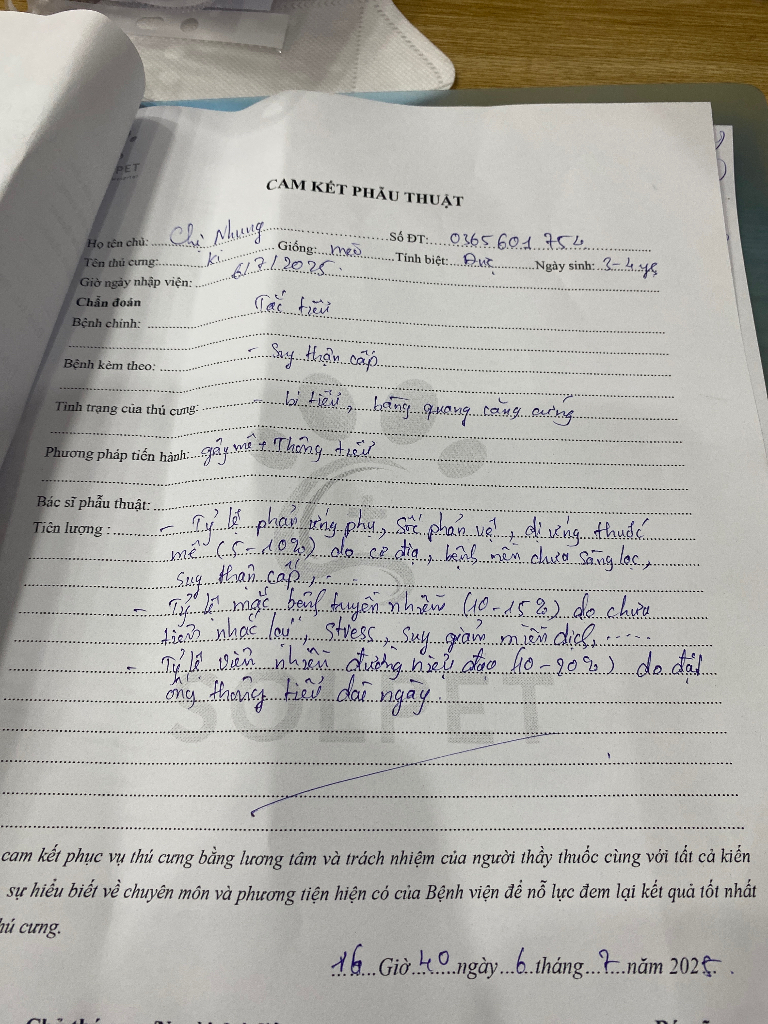 PET
CAM KẾT PHẪU THUẬT
Họ tên chủ: Chị Nhung Số ĐT: 0365601754
Tên thú cưng: Ki Giống: mèo Tính biệt: Đực Ngày sinh: 3-4 ys
Giờ ngày nhập viện: 6/7/2025.
Chẩn đoán
Bệnh chính: Tắc tiểu
Bệnh kèm theo: - Suy thận cấp
Tình trạng của thú cưng: - bí tiểu, bàng quang căng cứng
Phương pháp tiến hành: gây mê + Thông tiểu
Bác sĩ phẫu thuật:
Tiên lượng : - Tỷ lệ phản ứng phụ, sốc phản vệ, dị ứng thuốc
mê (5-10%) do cơ địa, bệnh nền chưa sàng lọc,
suy thận cấp, ...
- Tỷ lệ mắc bệnh truyền nhiễm (10-15%) do chưa
tiêm nhắc lại, stress, suy giảm miễn dịch, .....
- Tỷ lệ viêm nhiễm đường niệu đạo (10-20%) do đặt
ống thông tiểu dài ngày.
SOLPET
cam kết phục vụ thú cưng bằng lương tâm và trách nhiệm của người thầy thuốc cùng với tất cả kiến
sự hiểu biết về chuyên môn và phương tiện hiện có của Bệnh viện để nỗ lực đem lại kết quả tốt nhất
thú cưng.
16 Giờ 40 ngày 6 tháng 7 năm 2025.